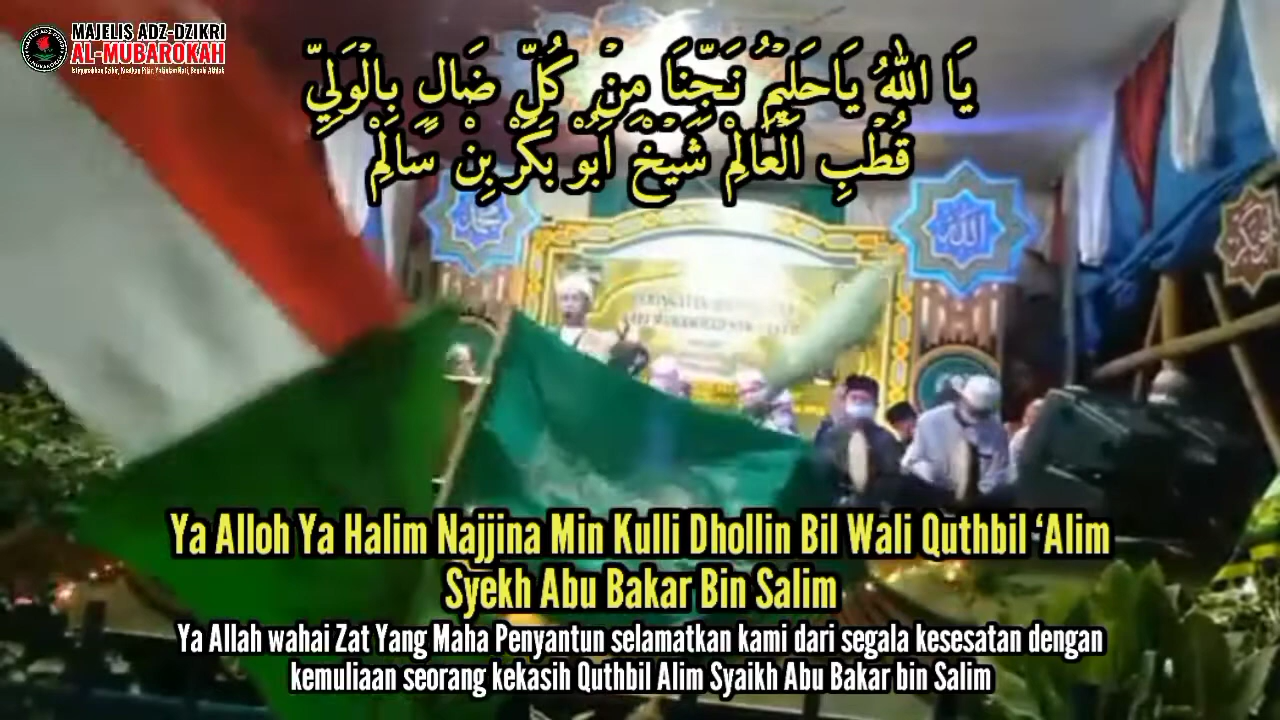 MAJELIS ADZ-DZIKRI
AL-MUBAROKAH
يَا اللهُ يَاحَلِيْمُ نَجِّنَا مِنْ كُلِّ ضَالٍ بِالْوَلِيِّ
قُطْبِ الْعَالِمْ شَيْخْ اَبُوْ بَكَرْ بِنْ سَالِمْ
محمد
الله
Ya Alloh Ya Halim Najjina Min Kulli Dhollin Bil Wali Quthbil ‘Alim
Syekh Abu Bakar Bin Salim
Ya Allah wahai Zat Yang Maha Penyantun selamatkan kami dari segala kesesatan dengan
kemuliaan seorang kekasih Quthbil Alim Syaikh Abu Bakar bin Salim